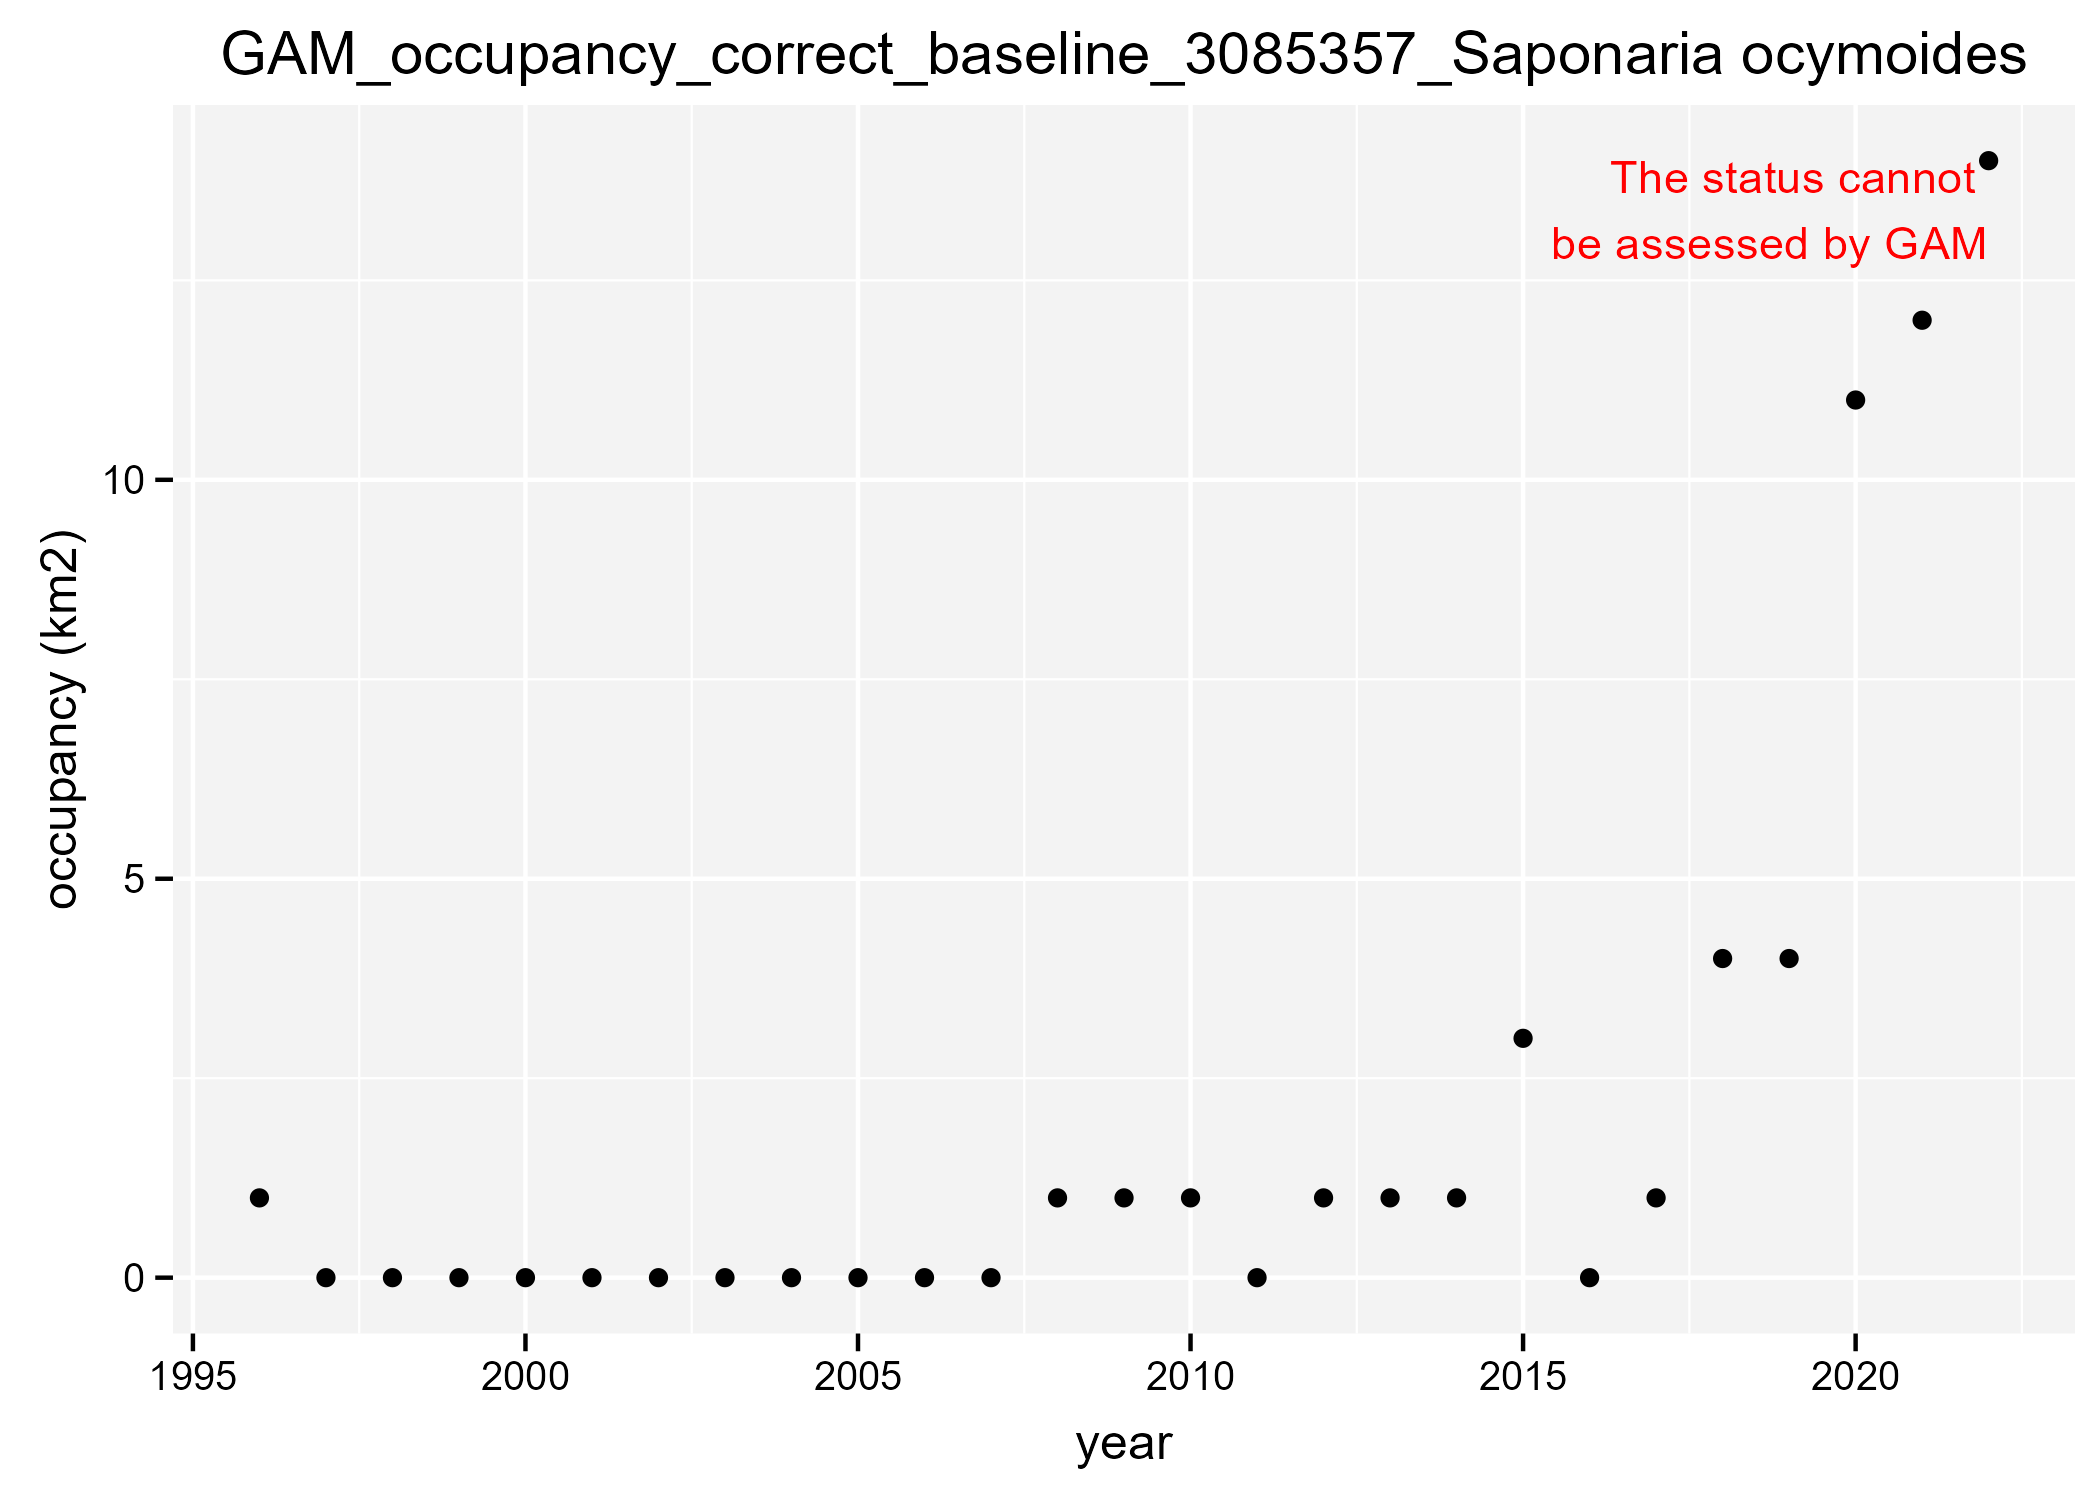 GAM_occupancy_correct_baseline_3085357_Saponaria ocymoides
The status cannot
be assessed by GAM
10
5
0
occupancy (km2)
1995 2000 2005 2010 2015 2020
year